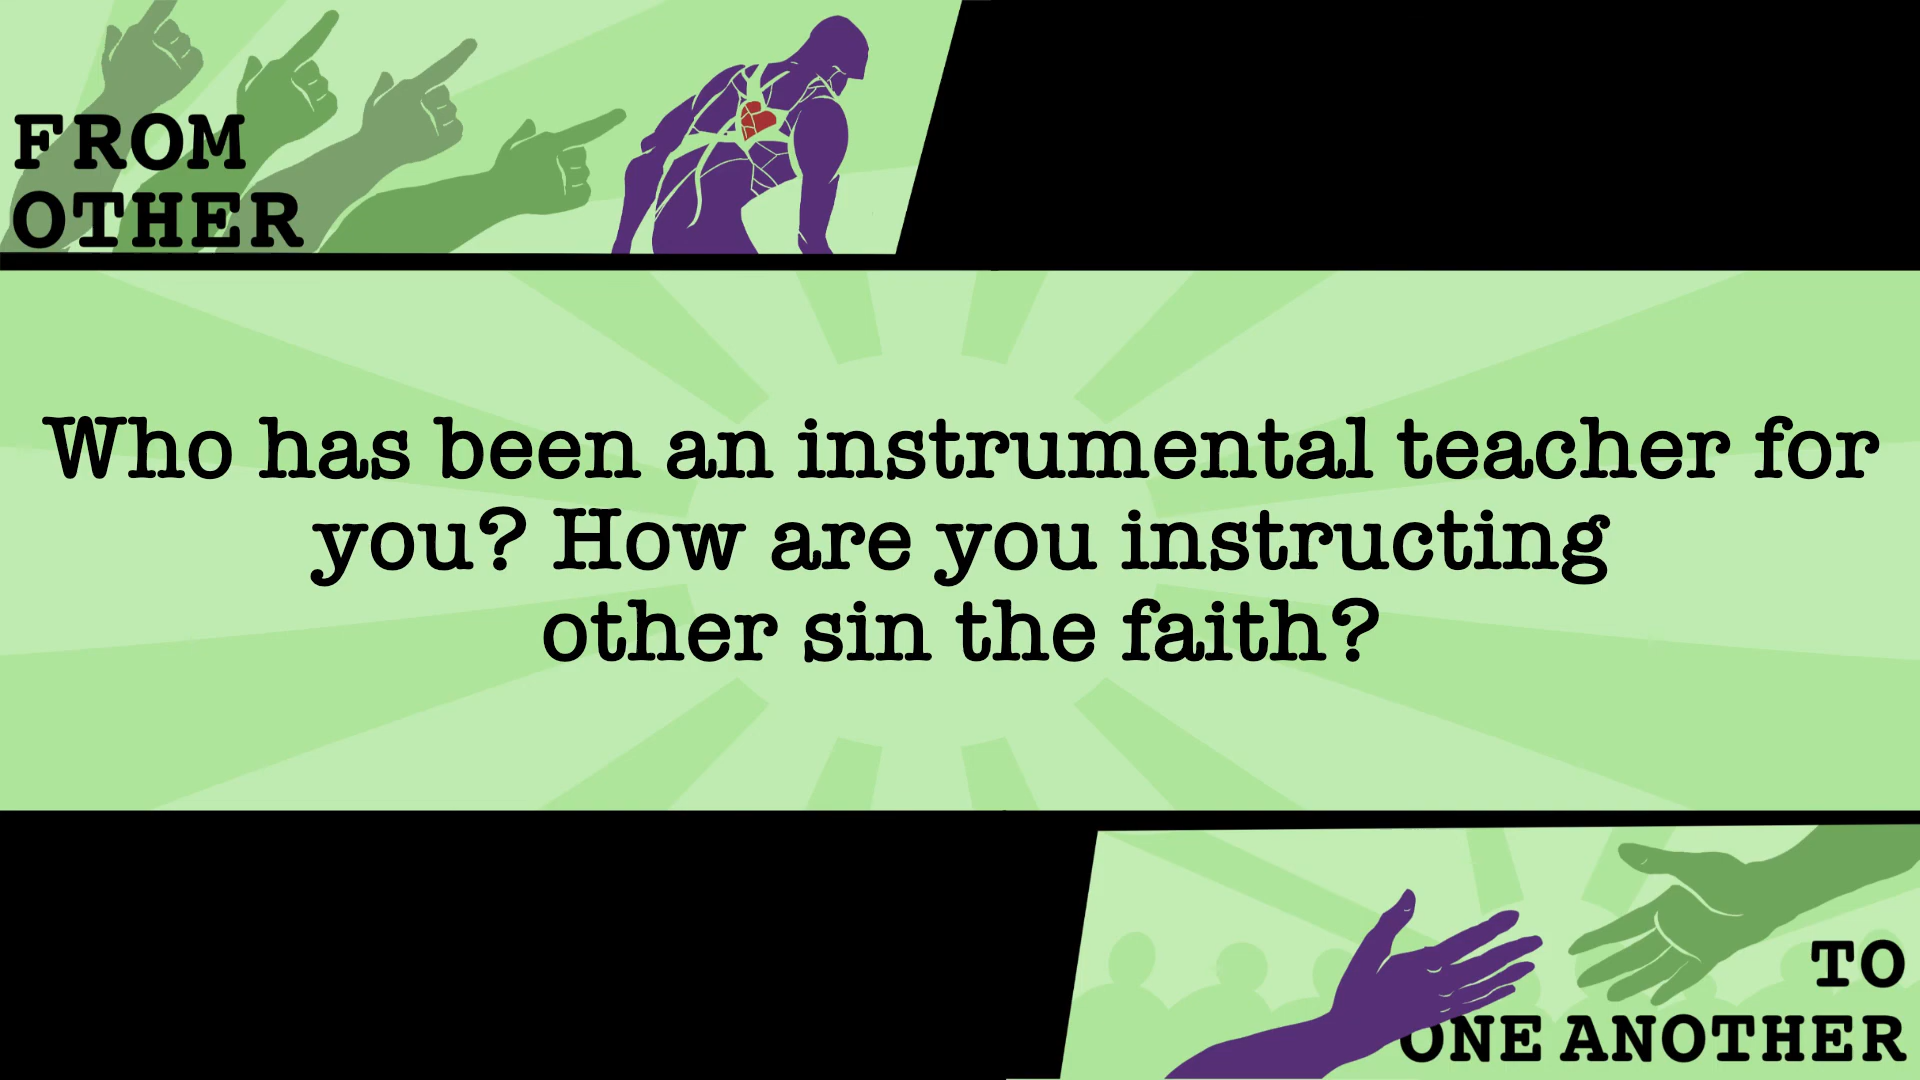 FROM
OTHER
Who has been an instrumental teacher for
you? How are you instructing
other sin the faith?
TO
ONE ANOTHER